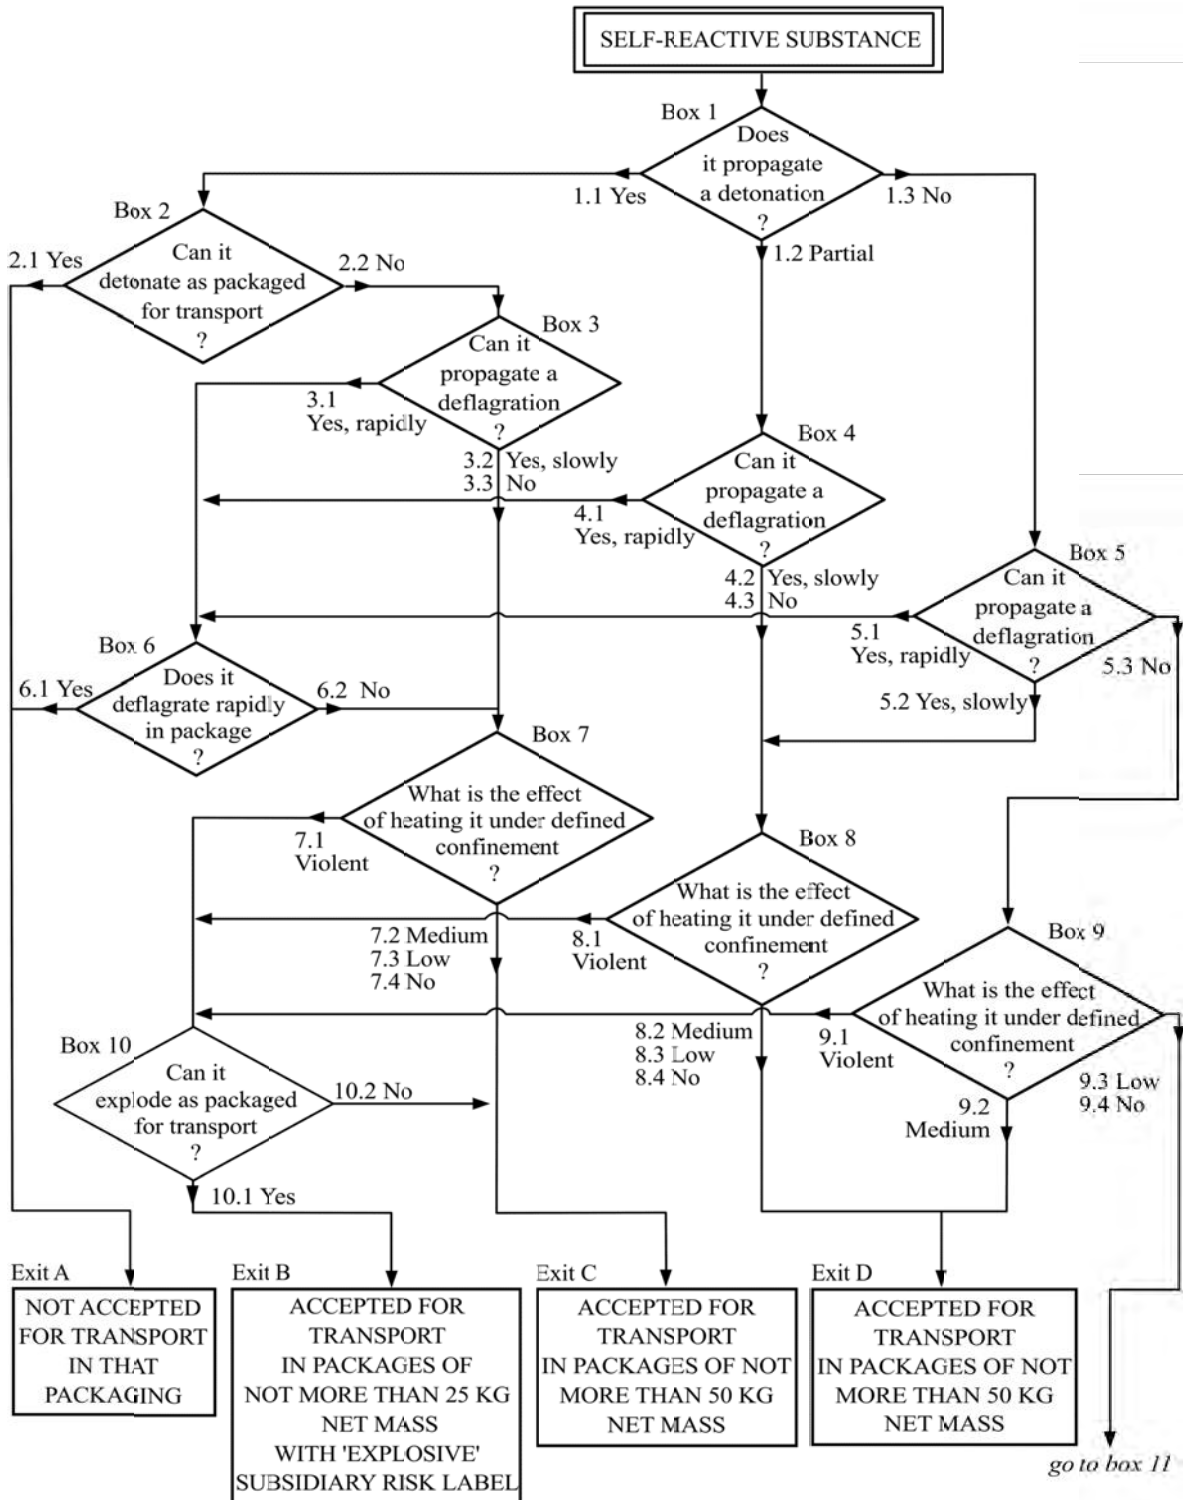 SELF-REACTIVE SUBSTANCE
Box 1
Does
it propagate
a detonation
?
1.1 Yes
1.3 No
1.2 Partial
Box 2
Can it
detonate as packaged
for transport
?
2.1 Yes
2.2 No
Box 3
Can it
propagate a
deflagration
?
3.1
Yes, rapidly
3.2 Yes, slowly
3.3 No
Box 4
Can it
propagate a
deflagration
?
4.1
Yes, rapidly
4.2 Yes, slowly
4.3 No
Box 5
Can it
propagate a
deflagration
?
5.1
Yes, rapidly
5.3 No
5.2 Yes, slowly
Box 6
Does it
deflagrate rapidly
in package
?
6.1 Yes
6.2 No
Box 7
What is the effect
of heating it under defined
confinement
?
7.1
Violent
7.2 Medium
7.3 Low
7.4 No
Box 8
What is the effect
of heating it under defined
confinement
?
8.1
Violent
8.2 Medium
8.3 Low
8.4 No
Box 9
What is the effect
of heating it under defined
confinement
?
9.1
Violent
9.2
Medium
9.3 Low
9.4 No
Box 10
Can it
explode as packaged
for transport
?
10.2 No
10.1 Yes
Exit A
NOT ACCEPTED
FOR TRANSPORT
IN THAT
PACKAGING
Exit B
ACCEPTED FOR
TRANSPORT
IN PACKAGES OF
NOT MORE THAN 25 KG
NET MASS
WITH 'EXPLOSIVE'
SUBSIDIARY RISK LABEL
Exit C
ACCEPTED FOR
TRANSPORT
IN PACKAGES OF NOT
MORE THAN 50 KG
NET MASS
Exit D
ACCEPTED FOR
TRANSPORT
IN PACKAGES OF NOT
MORE THAN 50 KG
NET MASS
go to box 11